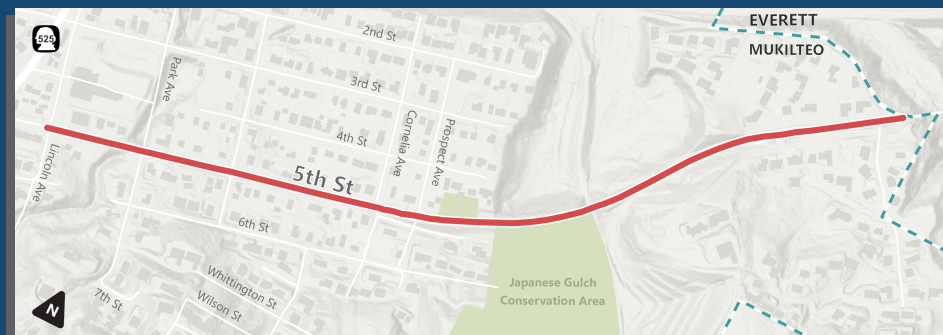 EVERETT
MUKILTEO
525
2nd St
Park Ave
3rd St
4th St
Cornelia Ave
Prospect Ave
Lincoln Ave
5th St
6th St
Whittington St
Wilson St
7th St
Japanese Gulch
Conservation Area
N